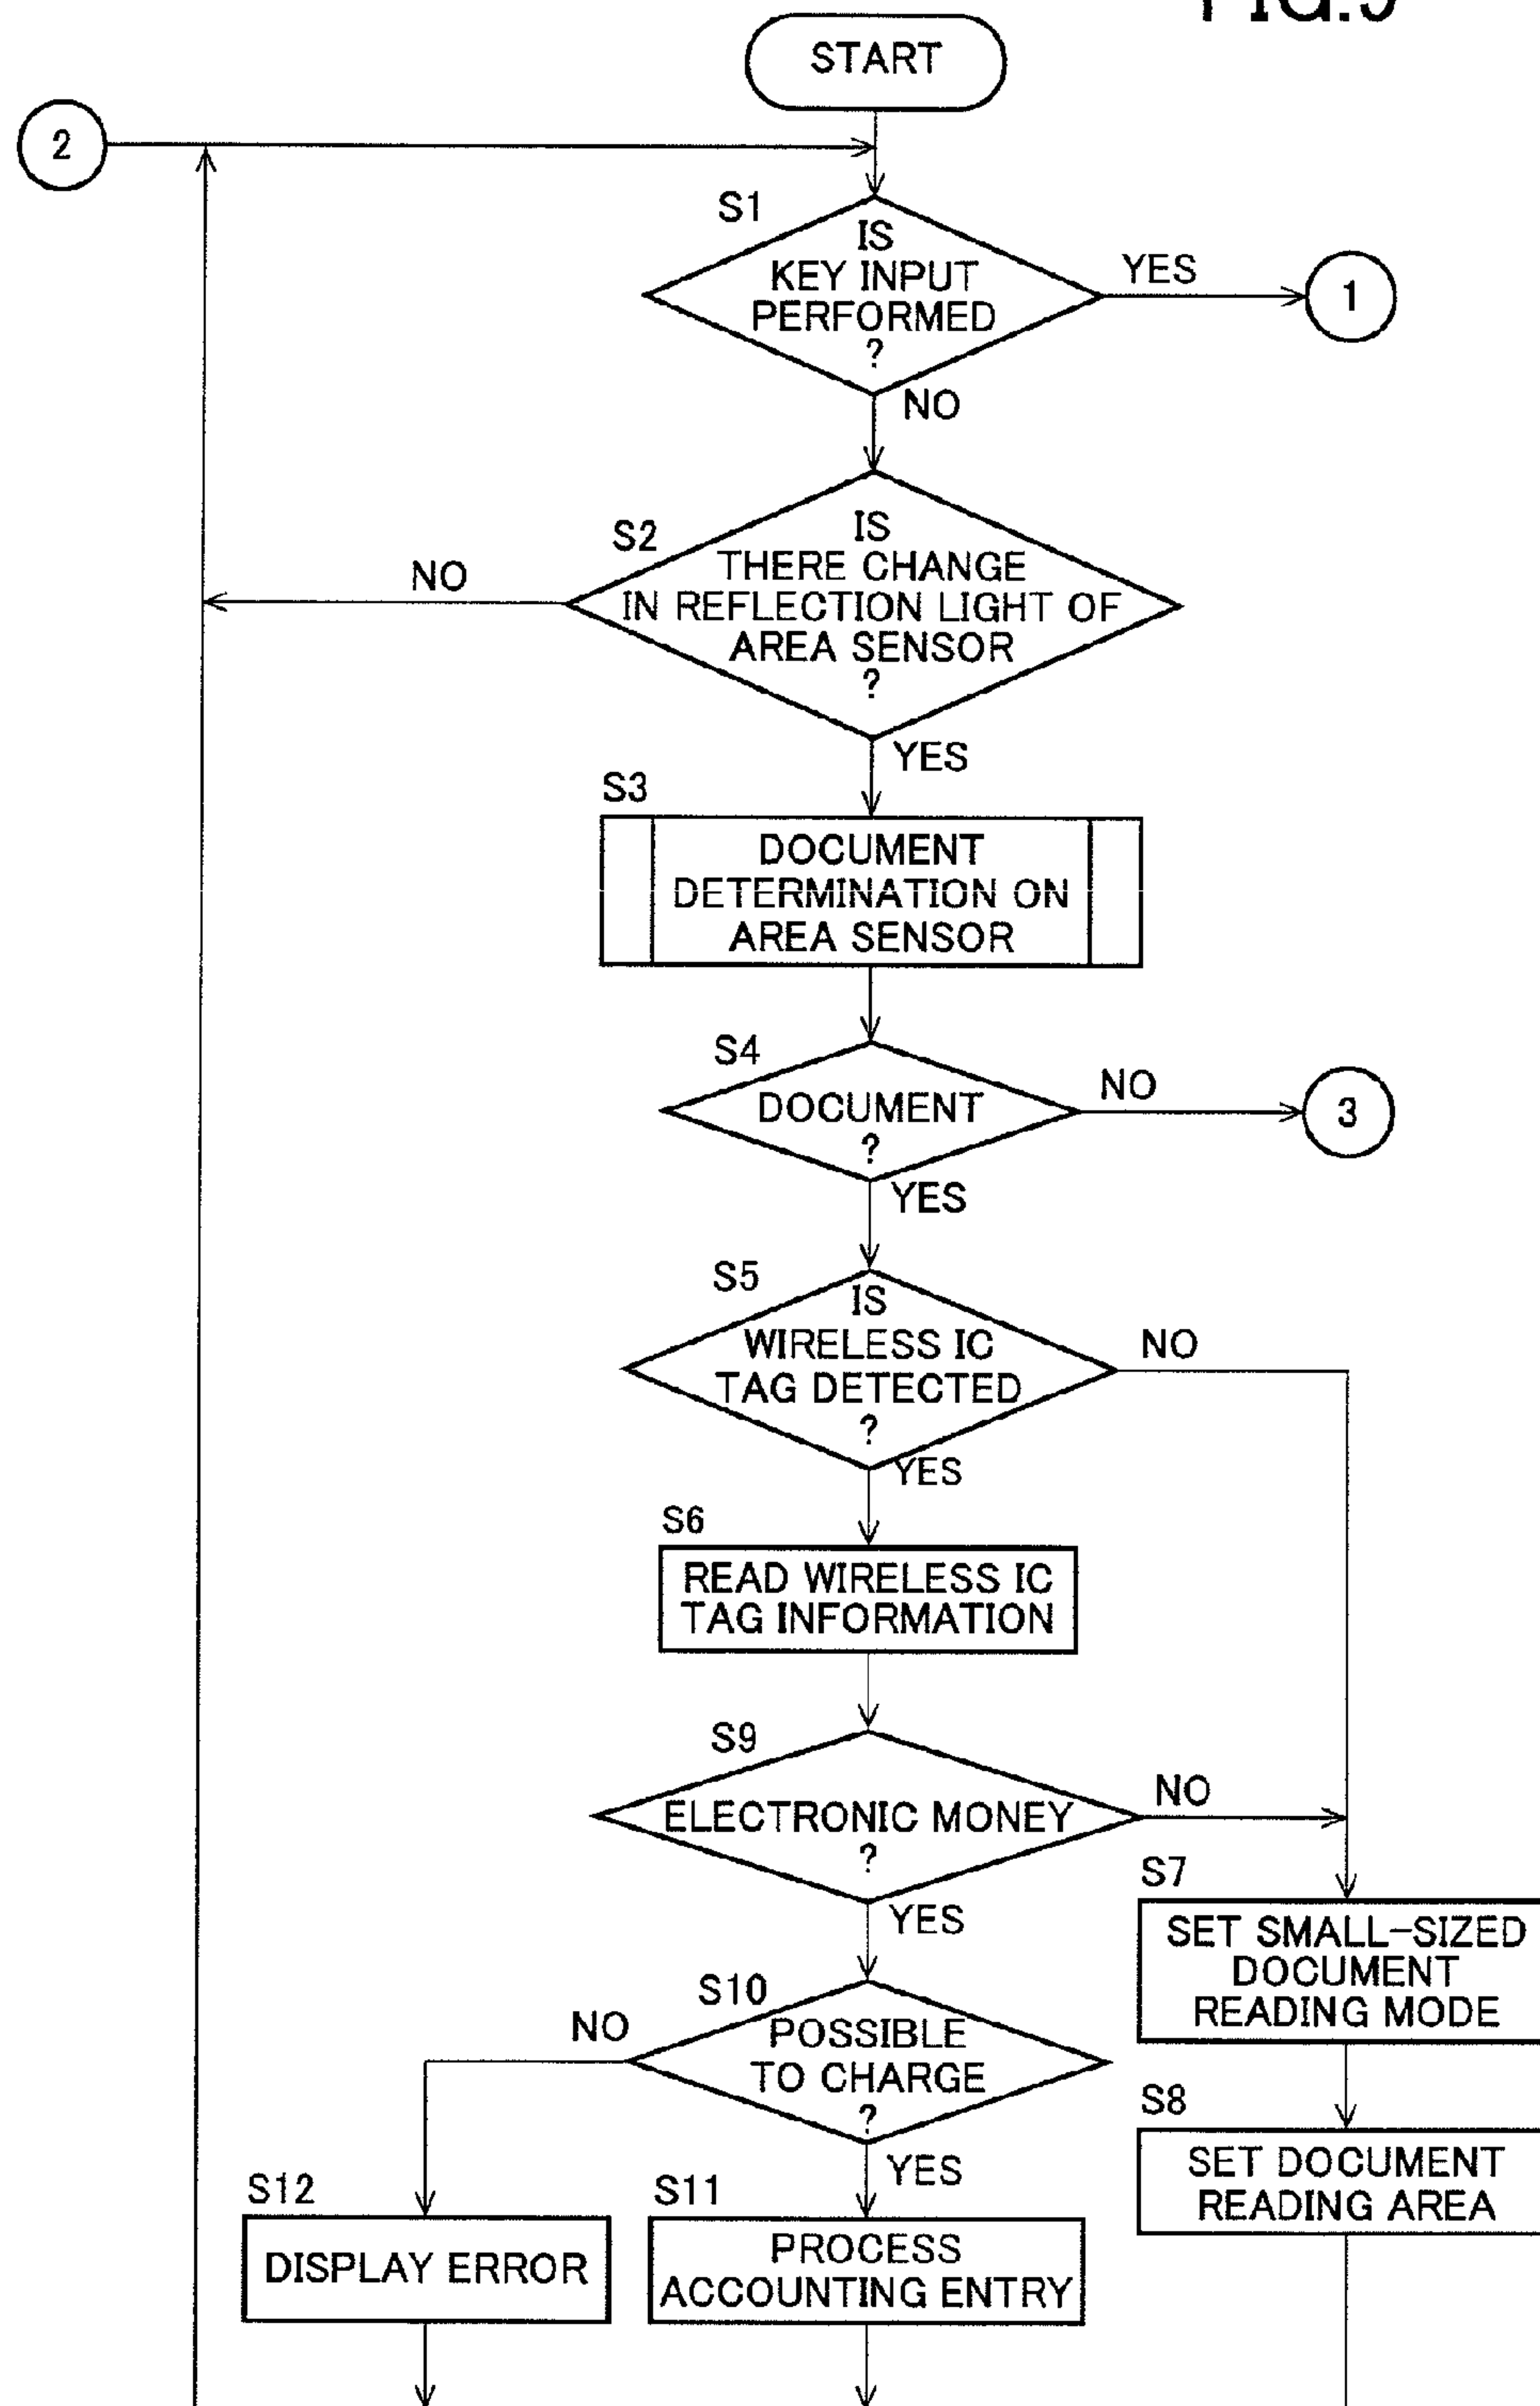 FIG.9
START
2
S1
IS
KEY INPUT
PERFORMED
?
YES
1
NO
S2
IS
THERE CHANGE
IN REFLECTION LIGHT OF
AREA SENSOR
?
NO
YES
S3
DOCUMENT
DETERMINATION ON
AREA SENSOR
S4
DOCUMENT
?
NO
3
YES
S5
IS
WIRELESS IC
TAG DETECTED
?
NO
YES
S6
READ WIRELESS IC
TAG INFORMATION
S9
ELECTRONIC MONEY
?
NO
YES
S7
SET SMALL-SIZED
DOCUMENT
READING MODE
S10
POSSIBLE
TO CHARGE
?
NO
YES
S8
SET DOCUMENT
READING AREA
S12
DISPLAY ERROR
S11
PROCESS
ACCOUNTING ENTRY